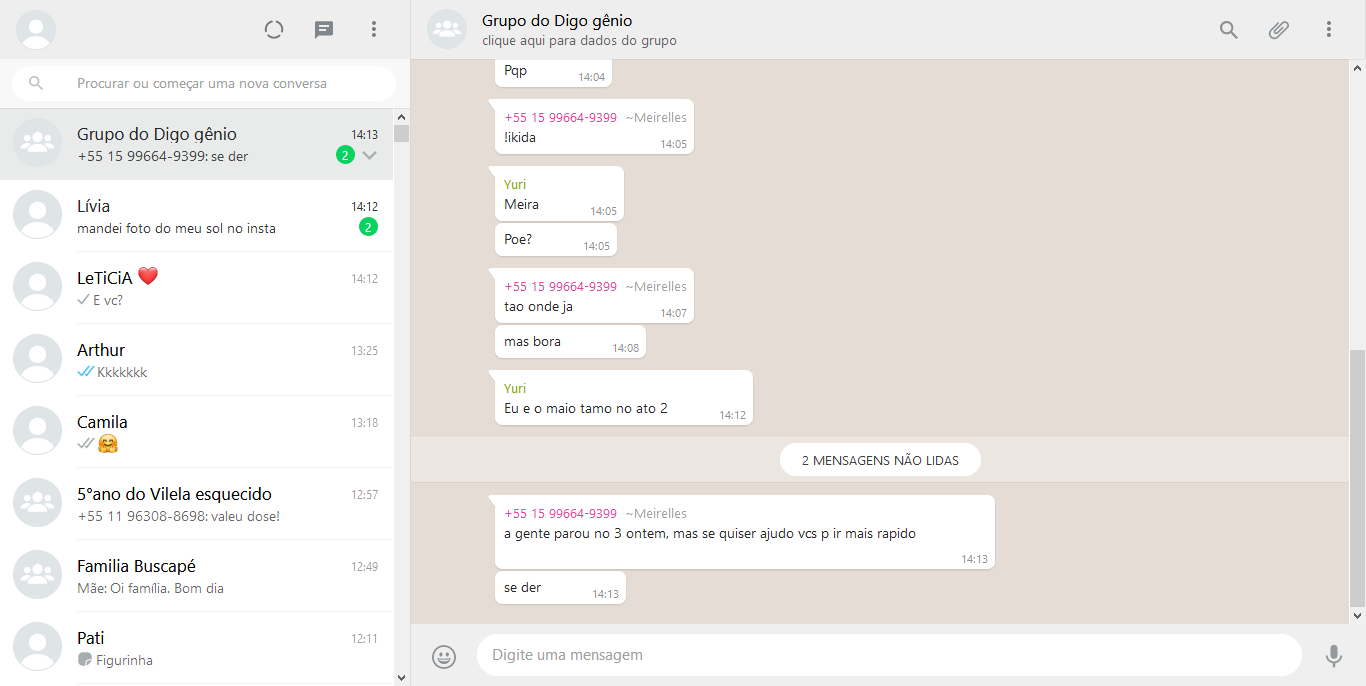 Procurar ou começar uma nova conversa
Grupo do Digo gênio 14:13
+55 15 99664-9399: se der 2
Lívia 14:12
mandei foto do meu sol no insta 2
LeTiCiA ❤️ 14:12
E vc?
Arthur 13:25
Kkkkkkk
Camila 13:18
🤗
5°ano do Vilela esquecido 12:57
+55 11 96308-8698: valeu dose!
Familia Buscapé 12:49
Mãe: Oi família. Bom dia
Pati 12:11
Figurinha
Grupo do Digo gênio
clique aqui para dados do grupo
Pqp 14:04
+55 15 99664-9399 ~Meirelles
!ikida 14:05
Yuri
Meira 14:05
Poe? 14:05
+55 15 99664-9399 ~Meirelles
tao onde ja 14:07
mas bora 14:08
Yuri
Eu e o maio tamo no ato 2 14:12
2 MENSAGENS NÃO LIDAS
+55 15 99664-9399 ~Meirelles
a gente parou no 3 ontem, mas se quiser ajudo vcs p ir mais rapido
14:13
se der 14:13
Digite uma mensagem